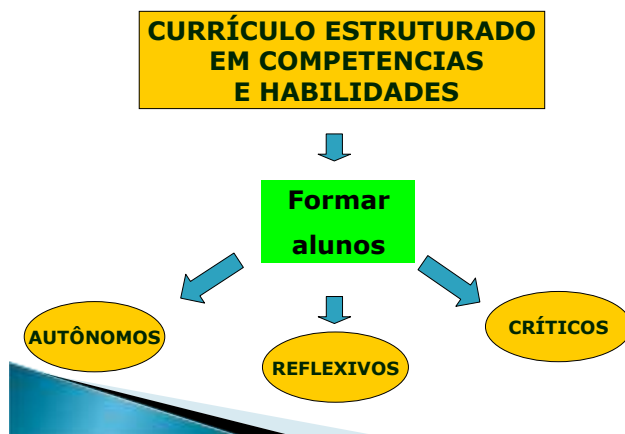 CURRÍCULO ESTRUTURADO
EM COMPETENCIAS
E HABILIDADES
Formar
alunos
AUTÔNOMOS
REFLEXIVOS
CRÍTICOS